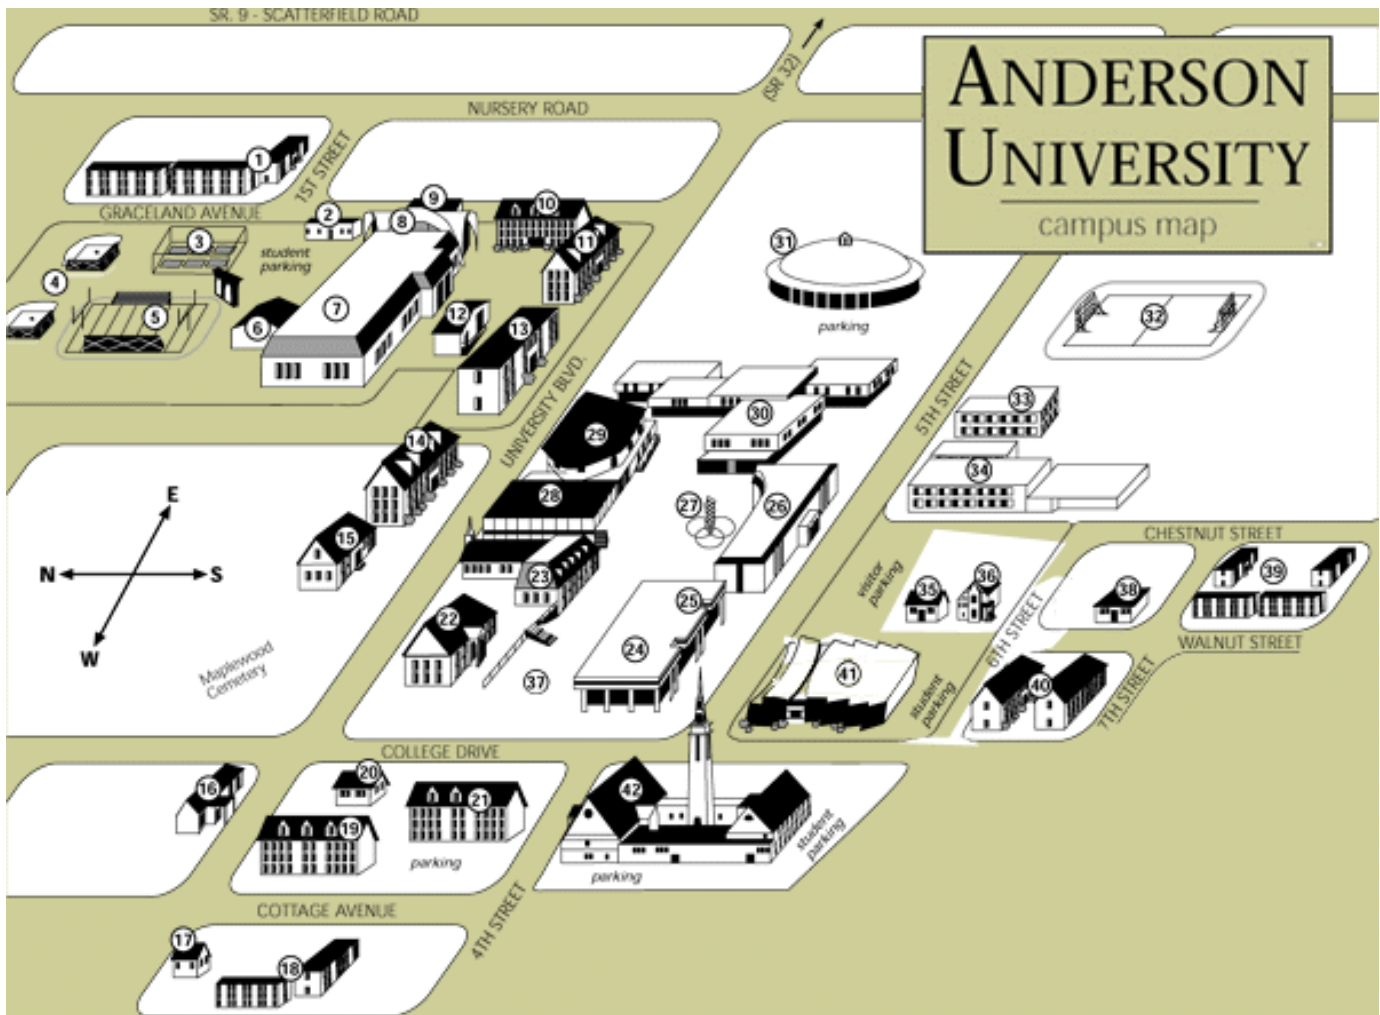 SR. 9 - SCATTERFIELD ROAD
(SR 32)
ANDERSON
UNIVERSITY
campus map
NURSERY ROAD
1ST STREET
GRACELAND AVENUE
1
2
3
4
5
6
7
8
9
10
11
12
13
student
parking
31
parking
32
UNIVERSITY BLVD.
5TH STREET
14
15
E
N
S
W
Maplewood
Cemetery
29
28
30
27
26
23
22
25
24
37
33
34
CHESTNUT STREET
visitor
parking
35
36
6TH STREET
38
39
WALNUT STREET
41
student
parking
40
7TH STREET
COLLEGE DRIVE
16
20
21
19
parking
42
student
parking
parking
COTTAGE AVENUE
4TH STREET
17
18